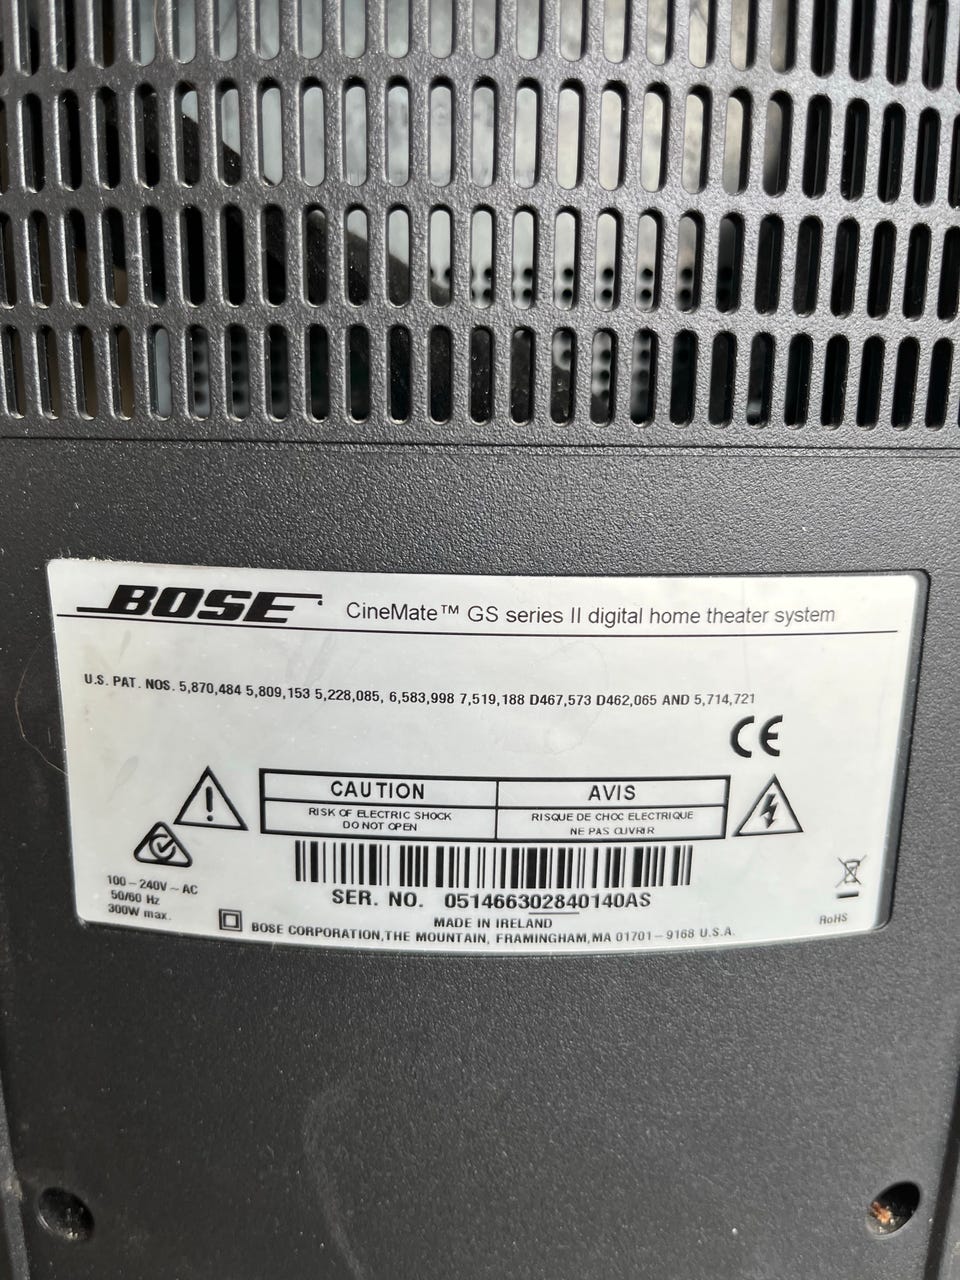 BOSE CineMate™ GS series II digital home theater system
U.S. PAT. NOS. 5,870,484 5,809,153 5,228,085, 6,583,998 7,519,188 D467,573 D462,065 AND 5,714,721
CE
CAUTION AVIS
RISK OF ELECTRIC SHOCK RISQUE DE CHOC ELECTRIQUE
DO NOT OPEN NE PAS OUVRIR
100 – 240V ~ AC
50/60 Hz
300W max.
SER. NO. 051466302840140AS
MADE IN IRELAND
BOSE CORPORATION, THE MOUNTAIN, FRAMINGHAM, MA 01701 – 9168 U.S.A.
RoHS